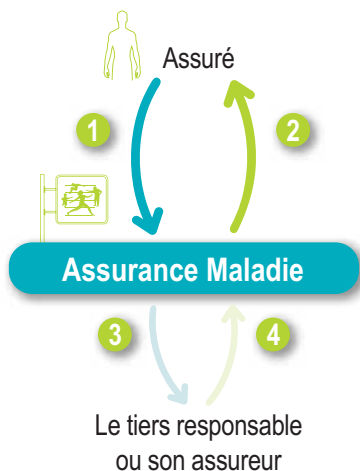 Assuré
1
2
Assurance Maladie
3
4
Le tiers responsable
ou son assureur